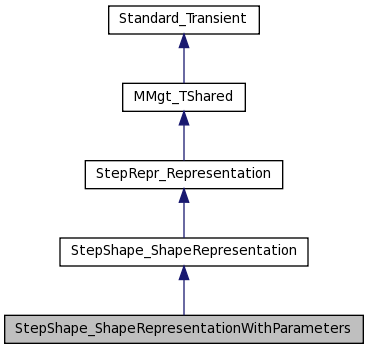 Standard_Transient
MMgt_TShared
StepRepr_Representation
StepShape_ShapeRepresentation
StepShape_ShapeRepresentationWithParameters